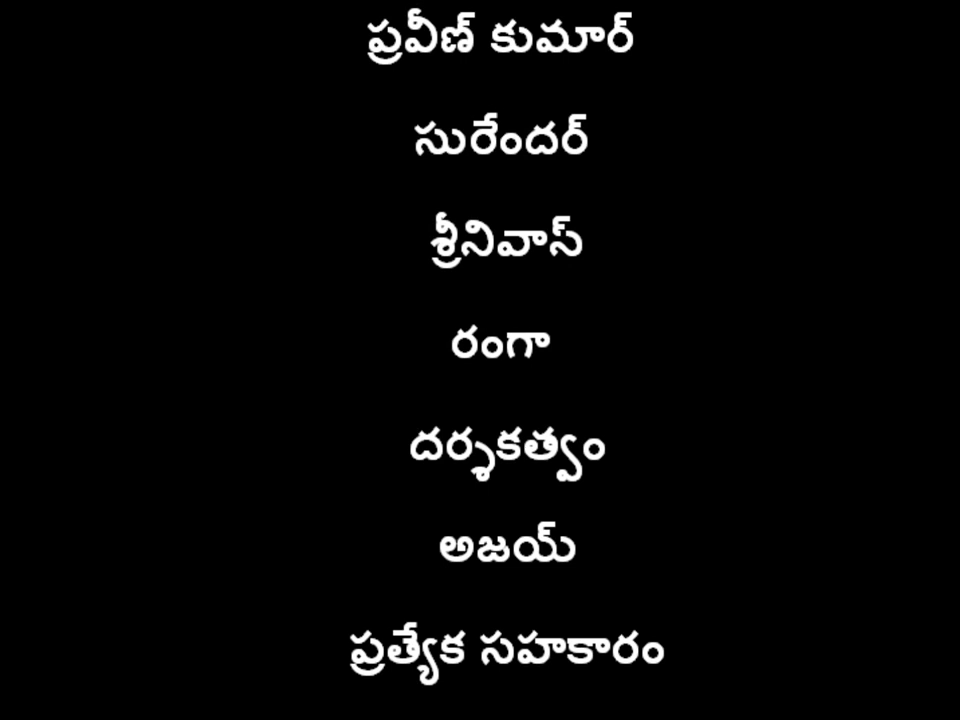 ప్రవీణ్ కుమార్
సురేందర్
శ్రీనివాస్
రంగా
దర్శకత్వం
అజయ్
ప్రత్యేక సహకారం